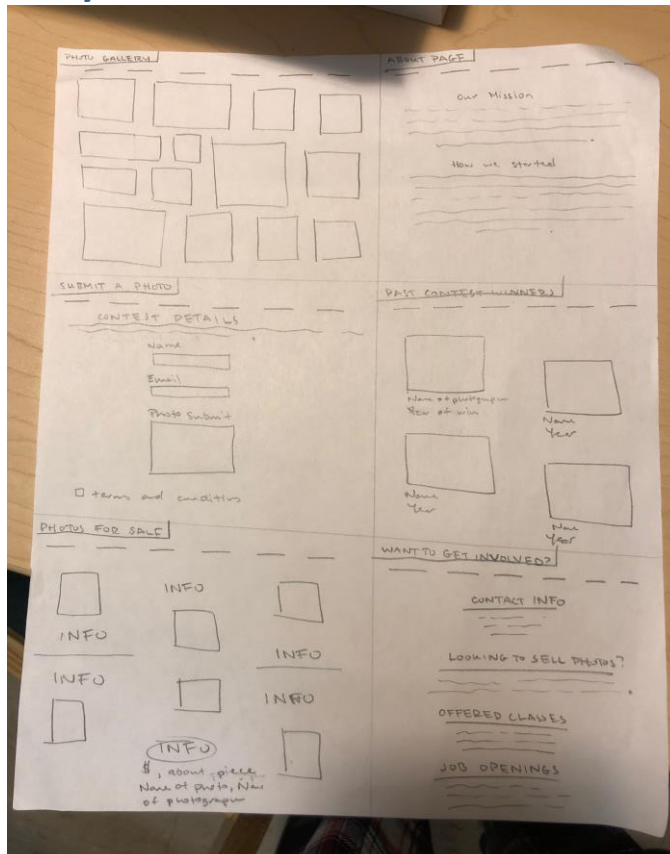 PHOTO GALLERY
ABOUT PAGE
Our Mission
How we started
SUBMIT A PHOTO
CONTEST DETAILS
Name
Email
Photo Submit
terms and conditions
PAST CONTEST WINNERS
Name of photographer
Year of win
Name
Year
Name
Year
Name
Year
PHOTOS FOR SALE
INFO
INFO
INFO
INFO
INFO
INFO
$, about piece
Name of photo, Name
of photographer
WANT TO GET INVOLVED?
CONTACT INFO
LOOKING TO SELL PHOTOS?
OFFERED CLASSES
JOB OPENINGS